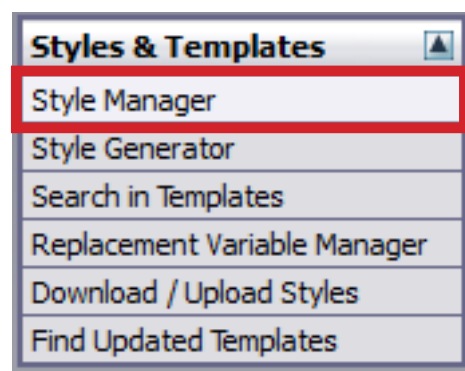 Styles & Templates
Style Manager
Style Generator
Search in Templates
Replacement Variable Manager
Download / Upload Styles
Find Updated Templates